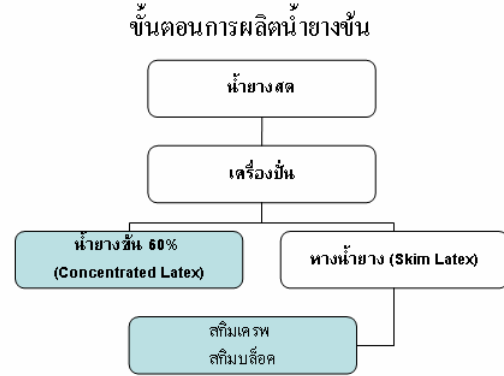 ขั้นตอนการผลิตน้ำยางข้น
น้ำยางสด
เครื่องปั่น
น้ำยางข้น 60%
(Concentrated Latex)
หางน้ำยาง (Skim Latex)
สกิมเครพ
สกิมบล็อค